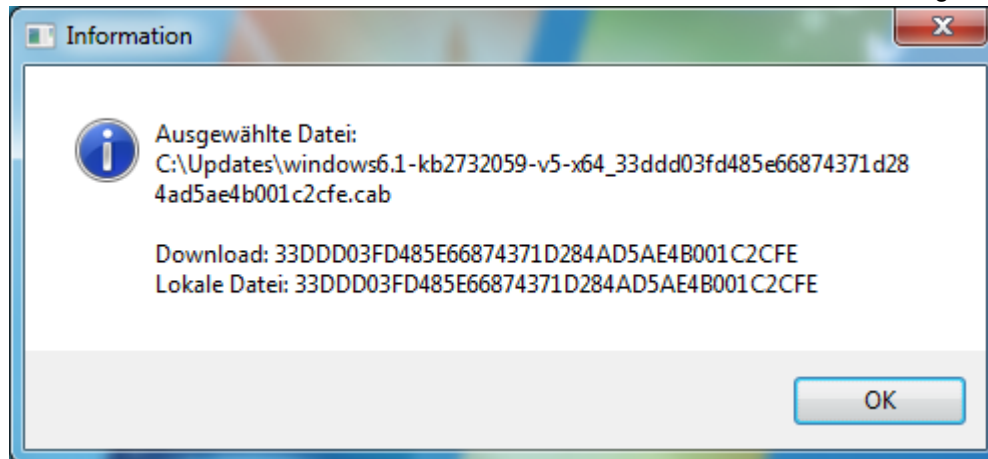 Information
Ausgewählte Datei:
C:\Updates\windows6.1-kb2732059-v5-x64_33ddd03fd485e66874371d28
4ad5ae4b001c2cfe.cab
Download: 33DDD03FD485E66874371D284AD5AE4B001C2CFE
Lokale Datei: 33DDD03FD485E66874371D284AD5AE4B001C2CFE
OK